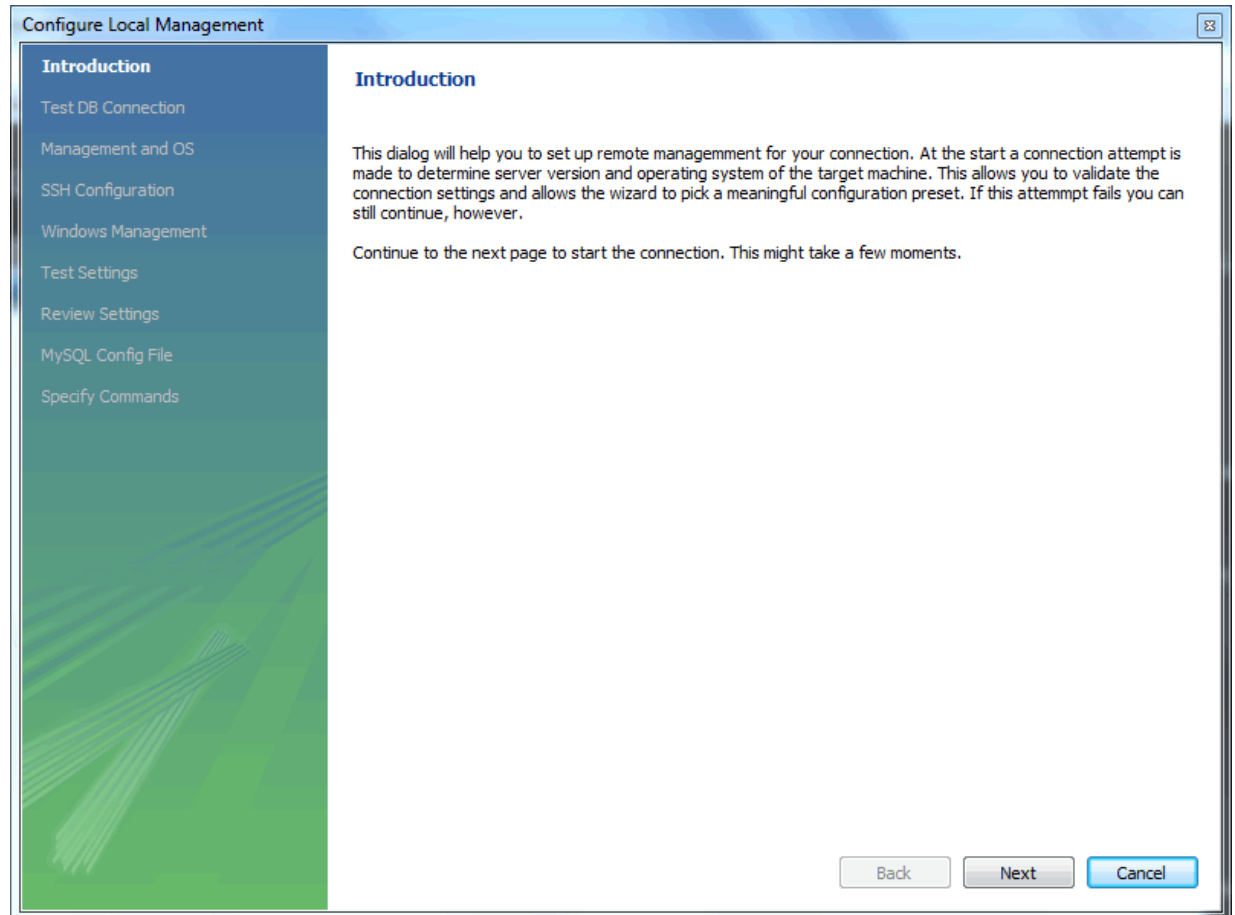 Configure Local Management
Introduction
Test DB Connection
Management and OS
SSH Configuration
Windows Management
Test Settings
Review Settings
MySQL Config File
Specify Commands
Introduction
This dialog will help you to set up remote managemment for your connection. At the start a connection attempt is
made to determine server version and operating system of the target machine. This allows you to validate the
connection settings and allows the wizard to pick a meaningful configuration preset. If this attemmpt fails you can
still continue, however.
Continue to the next page to start the connection. This might take a few moments.
Back Next Cancel